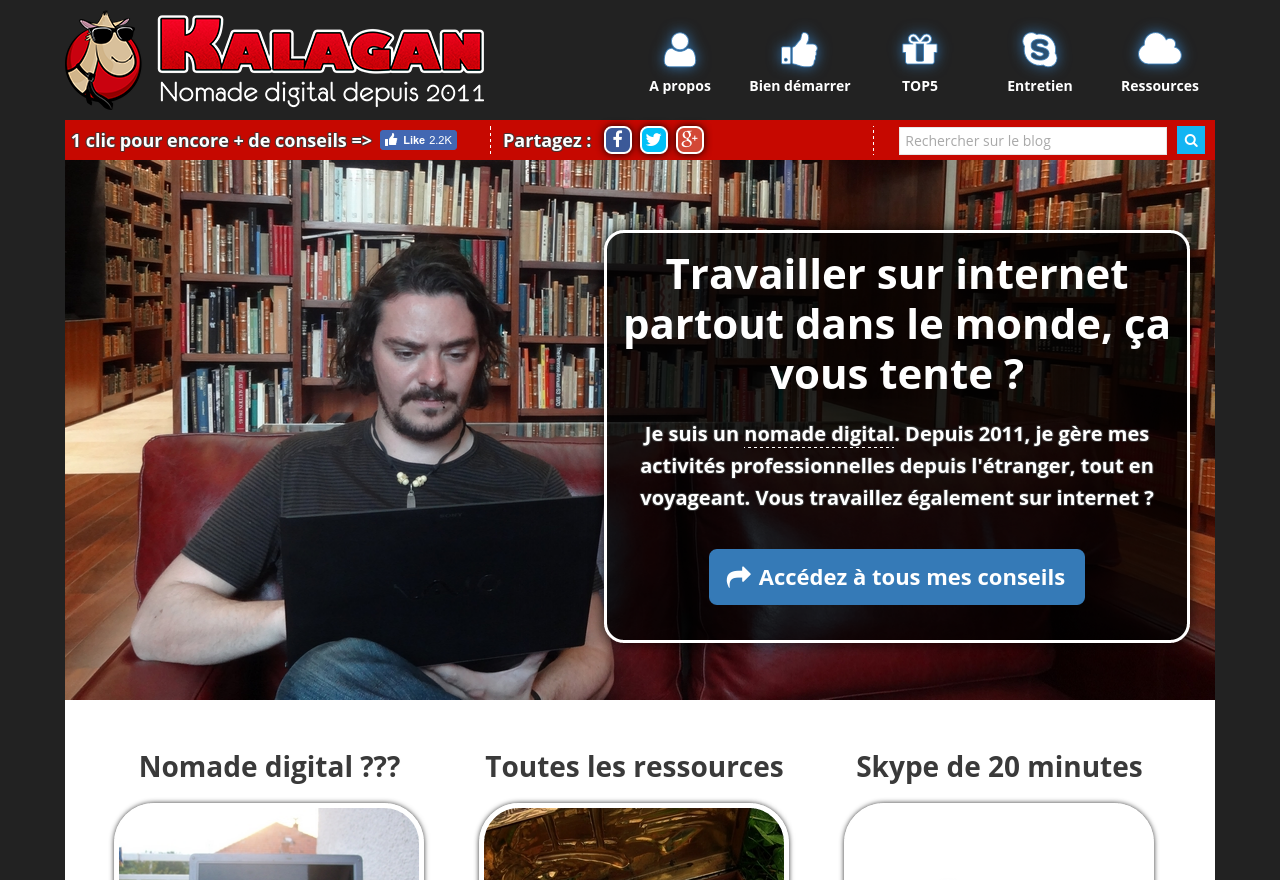 KALAGAN
Nomade digital depuis 2011
A propos
Bien démarrer
TOP5
Entretien
Ressources
1 clic pour encore + de conseils =>
Like 2.2K
Partagez :
Rechercher sur le blog
Travailler sur internet
partout dans le monde, ça
vous tente ?
Je suis un nomade digital. Depuis 2011, je gère mes
activités professionnelles depuis l'étranger, tout en
voyageant. Vous travaillez également sur internet ?
Accédez à tous mes conseils
VAIO
Nomade digital ???
Toutes les ressources
Skype de 20 minutes